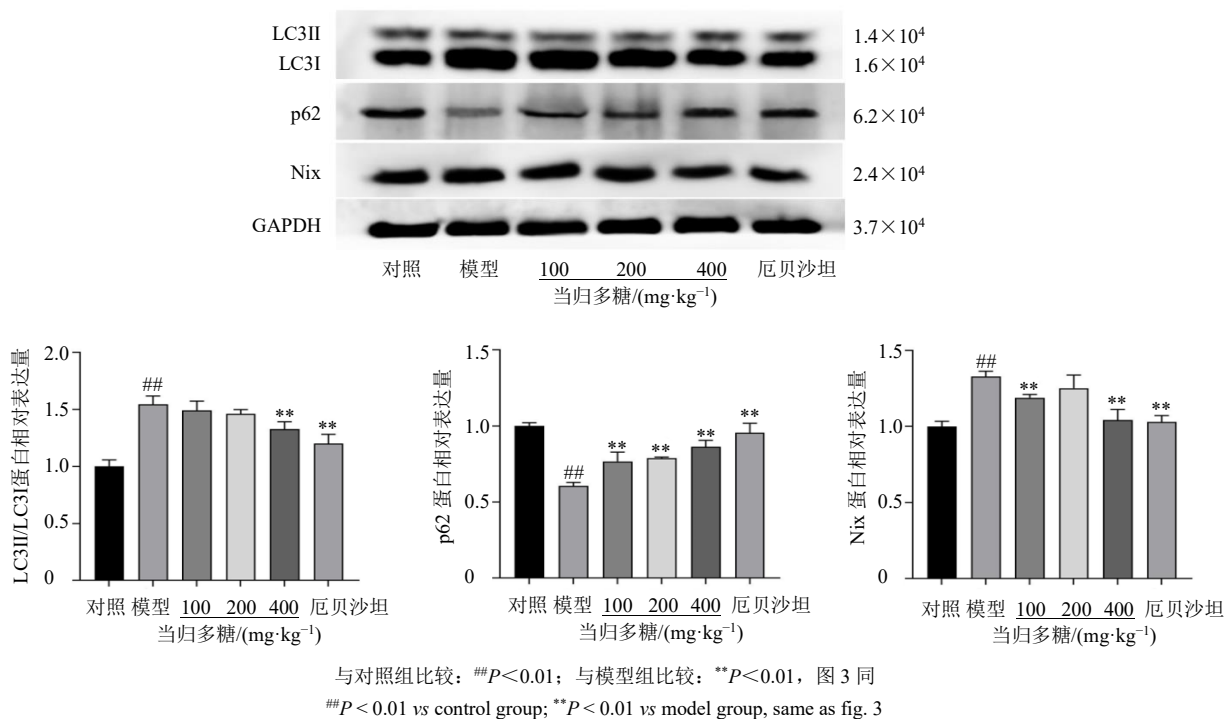 LC3II 1.4×10⁴
LC3I 1.6×10⁴
p62 6.2×10⁴
Nix 2.4×10⁴
GAPDH 3.7×10⁴
对照 模型 100 200 400 厄贝沙坦
当归多糖/(mg·kg⁻¹)
LC3II/LC3I蛋白相对表达量
2.0
1.5
1.0
0.5
0
##
**
**
对照 模型 100 200 400 厄贝沙坦
当归多糖/(mg·kg⁻¹)
p62 蛋白相对表达量
1.5
1.0
0.5
0
##
**
**
**
**
对照 模型 100 200 400 厄贝沙坦
当归多糖/(mg·kg⁻¹)
Nix 蛋白相对表达量
1.5
1.0
0.5
0
##
**
**
**
对照 模型 100 200 400 厄贝沙坦
当归多糖/(mg·kg⁻¹)
与对照组比较：##P＜0.01；与模型组比较：**P＜0.01，图 3 同
##P < 0.01 vs control group; **P < 0.01 vs model group, same as fig. 3